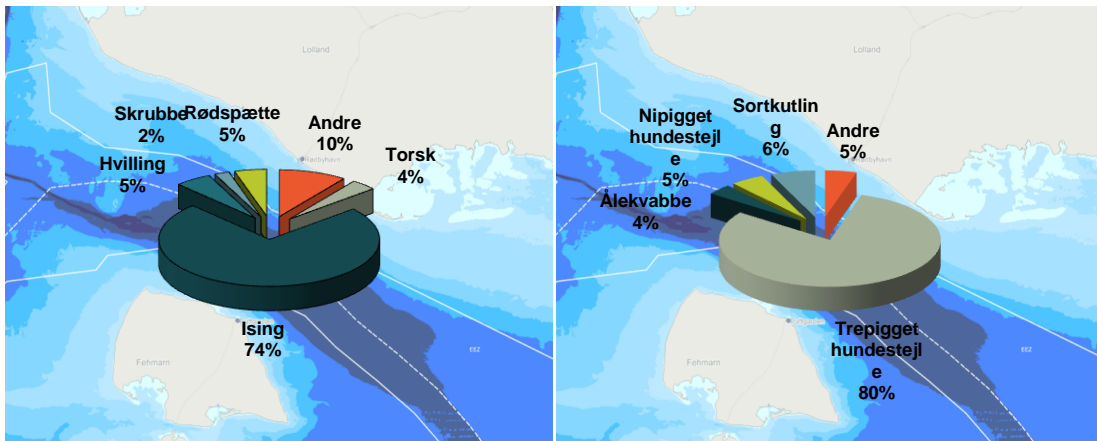 Lolland
Skrubbe
2%
Rødspætte
5%
Andre
10%
Rødbyhavn
Torsk
4%
Hvilling
5%
Ising
74%
Fehmarn
EEZ
Lolland
Nipigget
hundestejl
e
5%
Sortkutlin
g
6%
Andre
5%
Ålekvabbe
4%
Trepigget
hundestejl
e
80%
Fehmarn
EEZ